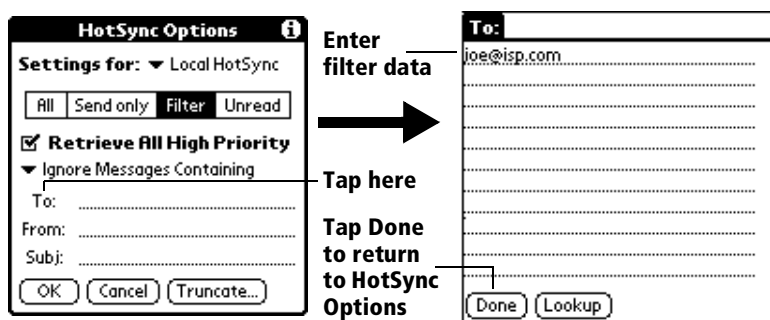 HotSync Options
Settings for: Local HotSync
All Send only Filter Unread
Retrieve All High Priority
Ignore Messages Containing
To:
From:
Subj:
OK Cancel Truncate...
Enter
filter data
Tap here
Tap Done
to return
to HotSync
Options
To:
joe@isp.com
Done Lookup